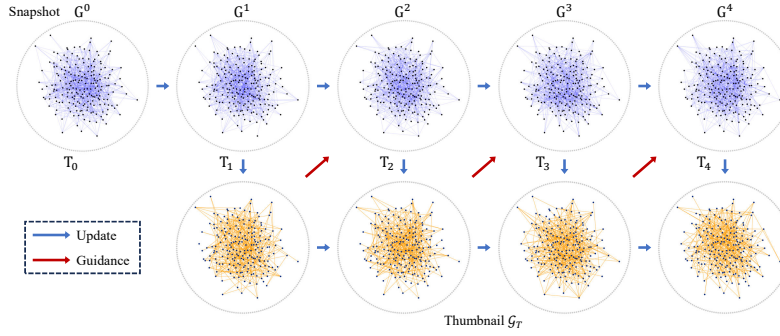 Snapshot G⁰ G¹ G² G³ G⁴
T₀ T₁ T₂ T₃ T₄
Update
Guidance
Thumbnail 𝒢_T